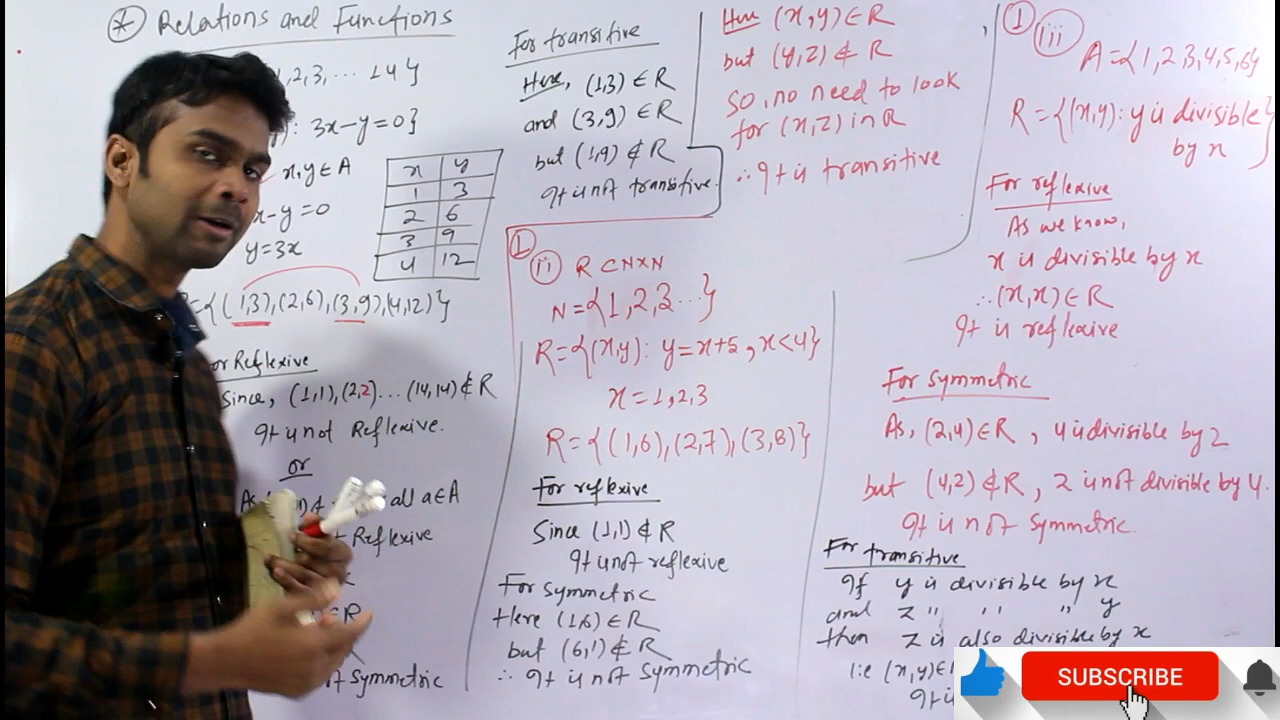 * Relations and Functions
1,2,3, ... 14}
): 3x-y=0}
x,y∈A
x-y=0
y=3x
x y
1 3
2 6
3 9
4 12
={(1,3),(2,6),(3,9),(4,12)}
or Reflexive
Since, (1,1),(2,2)...(14,14)∉R
It is not Reflexive.
or
As all a∈A
Reflexive
∈R
Symmetric
For transitive
Here, (1,3) ∈ R
and (3,9) ∈ R
but (1,9) ∉ R
It is not transitive.
Here (x,y) ∈ R
but (y,z) ∉ R
So, no need to look
for (x,z) in R
∴ It is transitive
1
ii) R⊂N×N
N={1,2,3...}
R={(x,y): y=x+5, x<4}
x=1,2,3
R={(1,6),(2,7),(3,8)}
For reflexive
Since (1,1)∉R
It is not reflexive
For symmetric
Here (1,6) ∈ R
but (6,1) ∉ R
∴ It is not Symmetric
1
iii A={1,2,3,4,5,6}
R={(x,y): y is divisible
by x}
For reflexive
As we know,
x is divisible by x
∴(x,x)∈R
It is reflexive
For symmetric
As, (2,4)∈R, 4 is divisible by 2
but (4,2)∉R, 2 is not divisible by 4.
It is not Symmetric.
For transitive
If y is divisible by x
and z " " " y
then z is also divisible by x
i.e (x,y)∈
It i
SUBSCRIBE